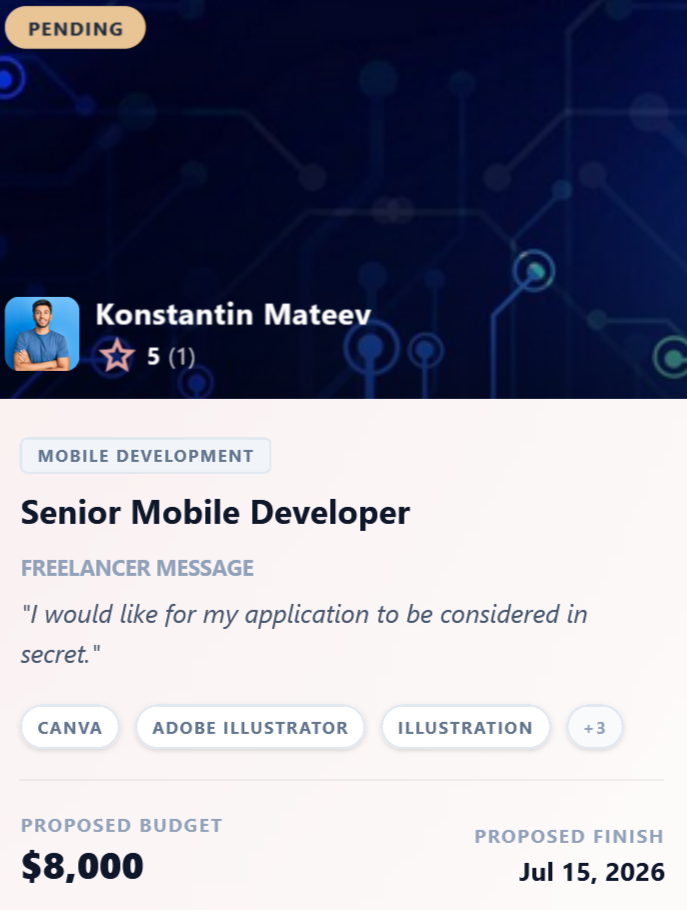 PENDING
Konstantin Mateev
5 (1)
MOBILE DEVELOPMENT
Senior Mobile Developer
FREELANCER MESSAGE
"I would like for my application to be considered in
secret."
CANVA ADOBE ILLUSTRATOR ILLUSTRATION +3
PROPOSED BUDGET
$8,000
PROPOSED FINISH
Jul 15, 2026